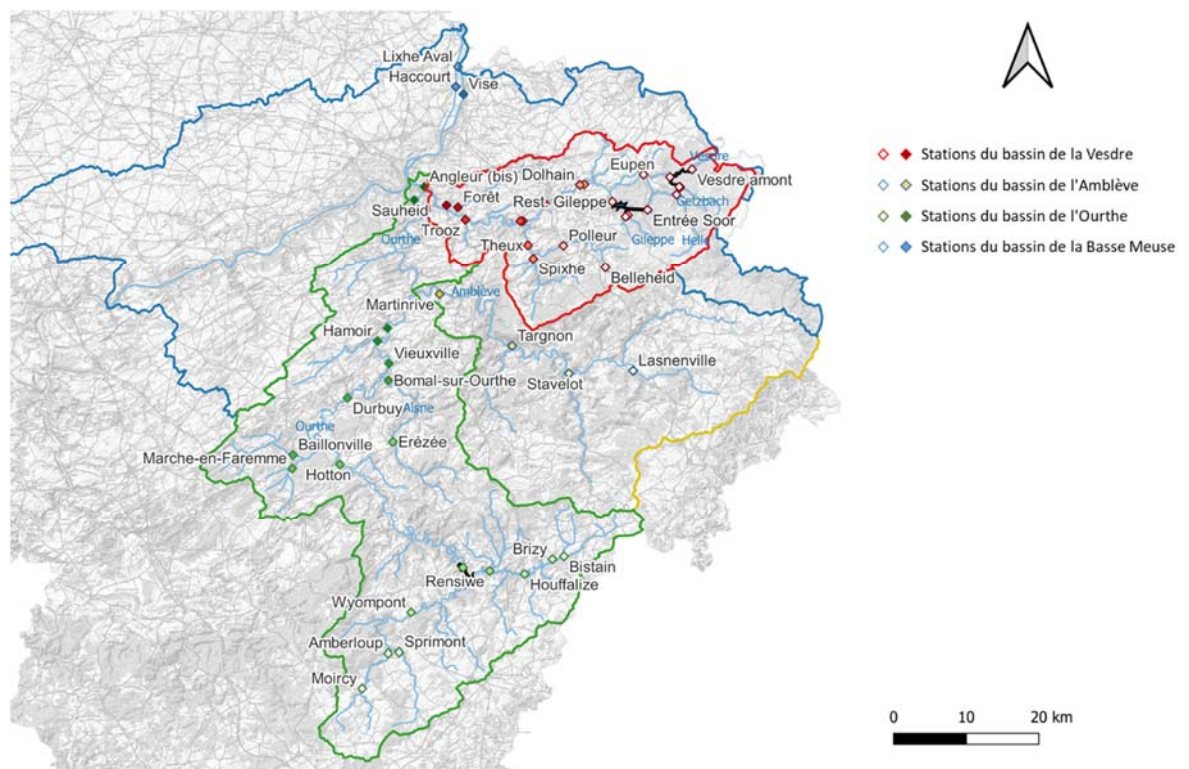 Lixhe Aval
Haccourt
Vise
Eupen
Vesdre
Angleur (bis)
Dolhain
Vesdre amont
Forêt
Rest. Gileppe
Getzbach
Sauheid
Entrée Soor
Trooz
Ourthe
Theux
Polleur
Gileppe
Helle
Spixhe
Belleheid
Martinrive
Amblève
Hamoir
Targnon
Vieuxville
Lasnenville
Bomal-sur-Ourthe
Stavelot
Durbuy
Aisne
Ourthe
Baillonville
Erézée
Marche-en-Faremme
Hotton
Brizy
Bistain
Rensiwe
Houffalize
Wyompont
Amberloup
Sprimont
Moircy
Stations du bassin de la Vesdre
Stations du bassin de l'Amblève
Stations du bassin de l'Ourthe
Stations du bassin de la Basse Meuse
0 10 20 km